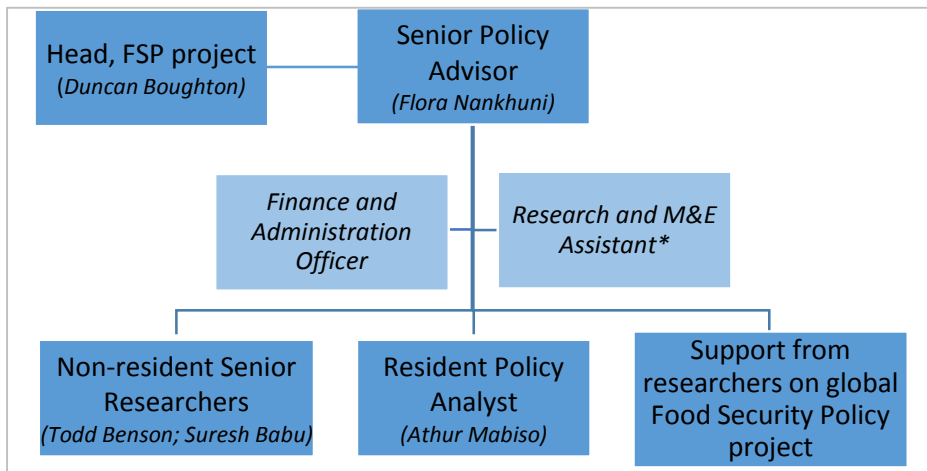 Head, FSP project
(Duncan Boughton)
Senior Policy
Advisor
(Flora Nankhuni)
Finance and
Administration
Officer
Research and M&E
Assistant*
Non-resident Senior
Researchers
(Todd Benson; Suresh Babu)
Resident Policy
Analyst
(Athur Mabiso)
Support from
researchers on global
Food Security Policy
project